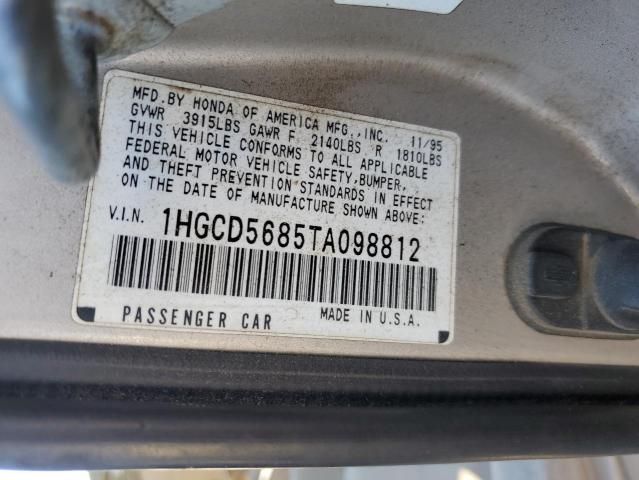 MFD. BY HONDA OF AMERICA MFG., INC. 11/95
GVWR 3915LBS GAWR F 2140LBS R 1810LBS
THIS VEHICLE CONFORMS TO ALL APPLICABLE
FEDERAL MOTOR VEHICLE SAFETY, BUMPER,
AND THEFT PREVENTION STANDARDS IN EFFECT
ON THE DATE OF MANUFACTURE SHOWN ABOVE:
V.I.N. 1HGCD5685TA098812
PASSENGER CAR MADE IN U.S.A.